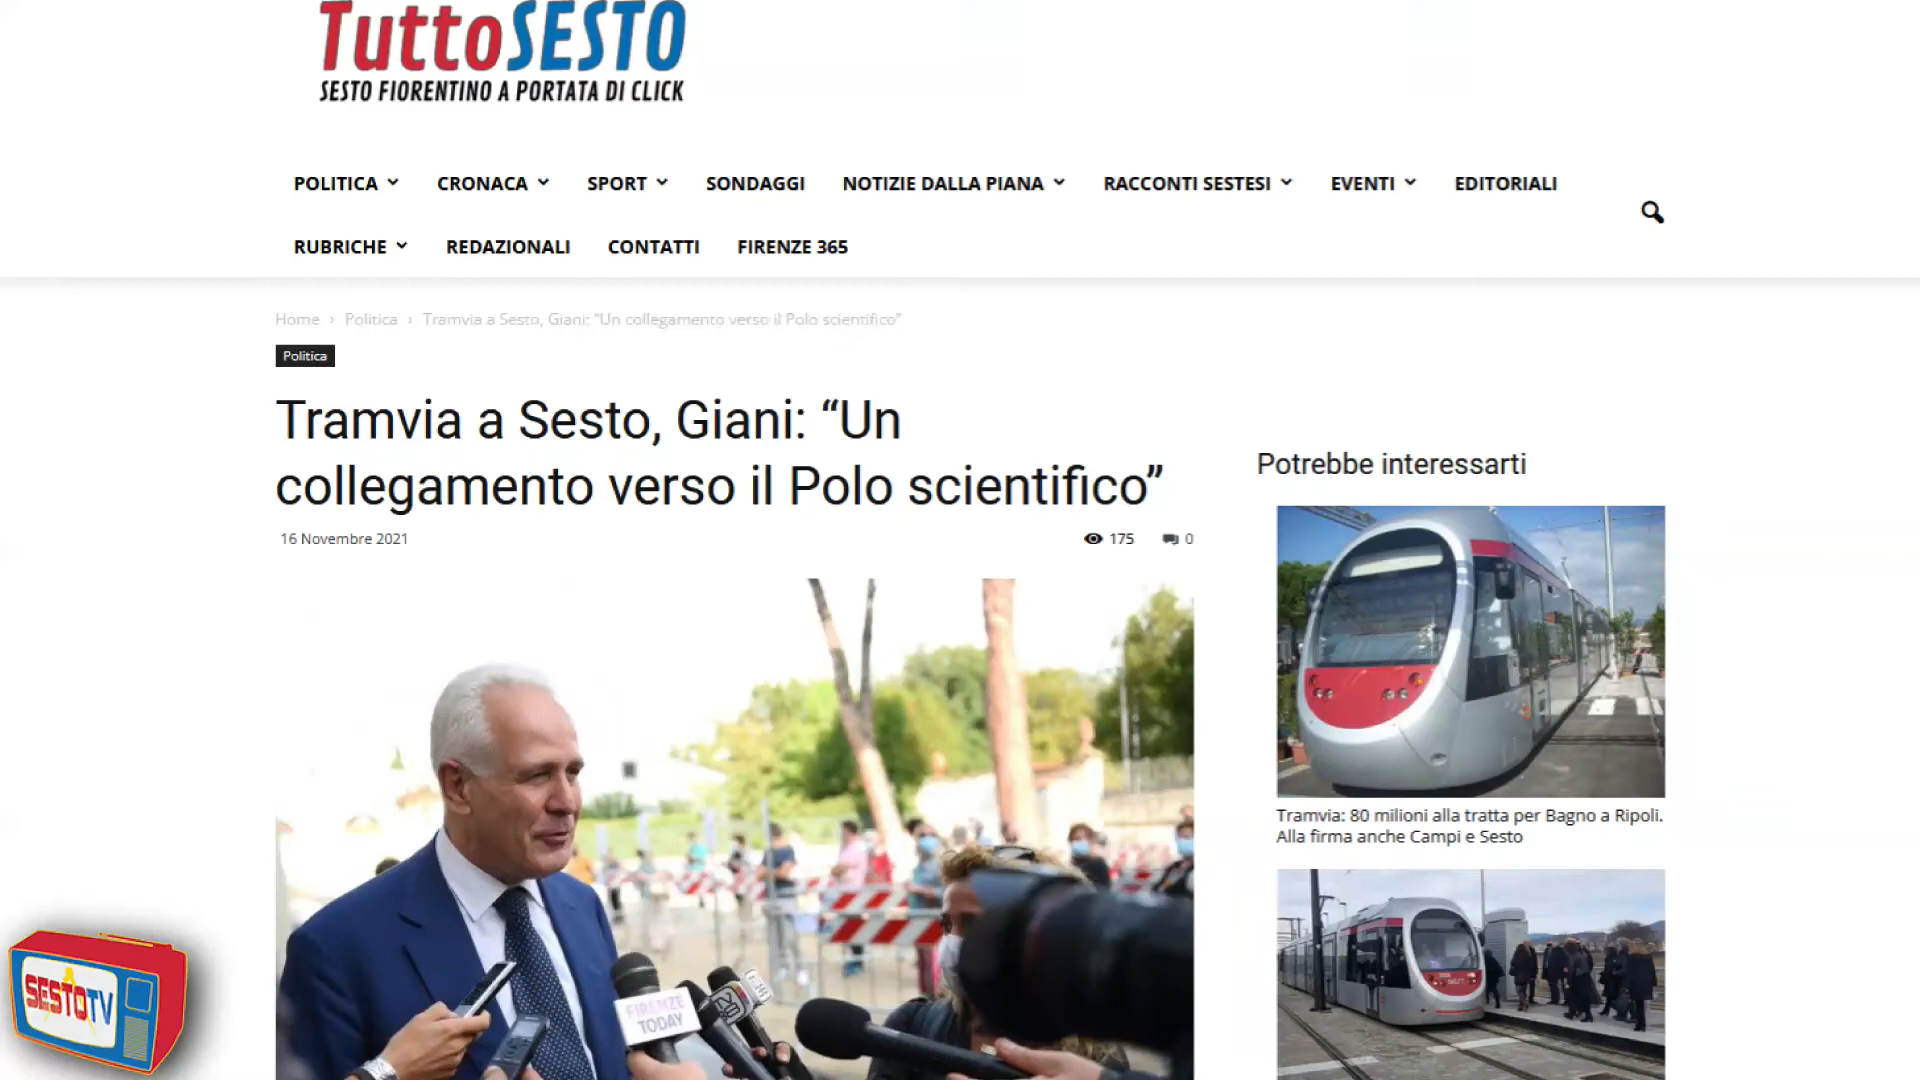 TuttoSESTO
SESTO FIORENTINO A PORTATA DI CLICK
POLITICA CRONACA SPORT SONDAGGI NOTIZIE DALLA PIANA RACCONTI SESTESI EVENTI EDITORIALI
RUBRICHE REDAZIONALI CONTATTI FIRENZE 365
Home › Politica › Tramvia a Sesto, Giani: “Un collegamento verso il Polo scientifico”
Politica
Tramvia a Sesto, Giani: “Un
collegamento verso il Polo scientifico”
16 Novembre 2021 175 0
Potrebbe interessarti
Tramvia: 80 milioni alla tratta per Bagno a Ripoli.
Alla firma anche Campi e Sesto
FIRENZE
TODAY
SESTOTV